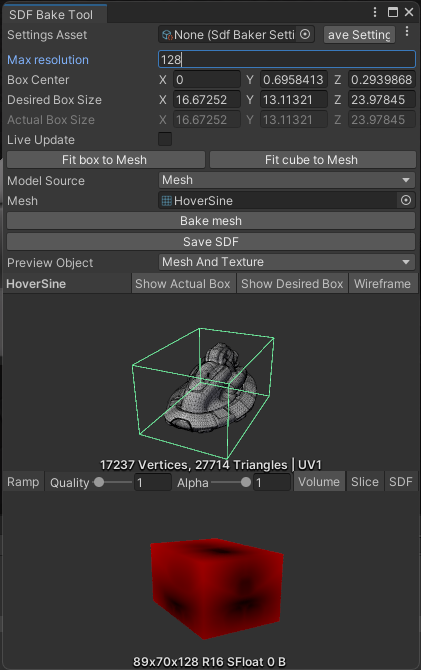 SDF Bake Tool
Settings Asset None (Sdf Baker Setti ave Setting
Max resolution 128
Box Center X 0 Y 0.6958413 Z 0.2939868
Desired Box Size X 16.67252 Y 13.11321 Z 23.97845
Actual Box Size X 16.67252 Y 13.11321 Z 23.97845
Live Update
Fit box to Mesh Fit cube to Mesh
Model Source Mesh
Mesh HoverSine
Bake mesh
Save SDF
Preview Object Mesh And Texture
HoverSine Show Actual Box Show Desired Box Wireframe
17237 Vertices, 27714 Triangles | UV1
Ramp Quality 1 Alpha 1 Volume Slice SDF
89x70x128 R16 SFloat 0 B